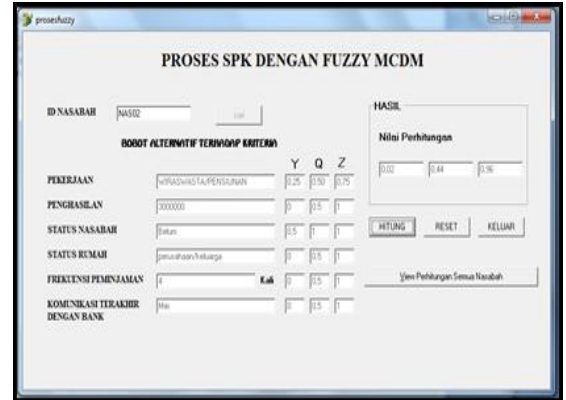 prosesfuzzy
PROSES SPK DENGAN FUZZY MCDM
ID NASABAH NAS02
HASIL
BOBOT ALTERNATIF TERHADAP KRITERIA
Nilai Perhitungan
Y Q Z
0,02 0,44 0,96
PEKERJAAN WIRASWASTA/PENSIUNAN 0,25 0,50 0,75
PENGHASILAN 3000000 0 0,5 1
STATUS NASABAH Belum 0,5 1 1
HITUNG RESET KELUAR
STATUS RUMAH perusahaan/keluarga 0 0,5 1
FREKUENSI PEMINJAMAN 4 Kali 0 0,5 1
View Perhitungan Semua Nasabah
KOMUNIKASI TERAKHIR DENGAN BANK
Mei 0 0,5 1